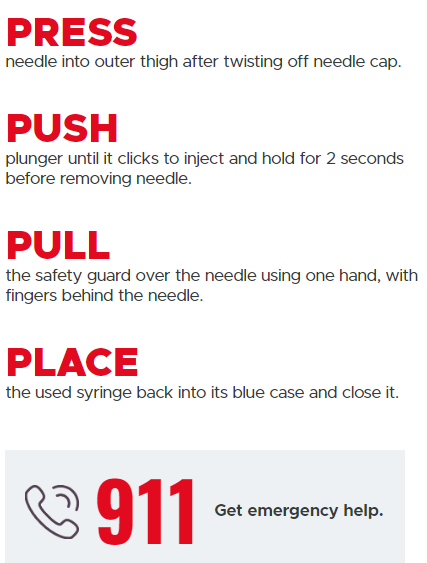 PRESS
needle into outer thigh after twisting off needle cap.
PUSH
plunger until it clicks to inject and hold for 2 seconds
before removing needle.
PULL
the safety guard over the needle using one hand, with
fingers behind the needle.
PLACE
the used syringe back into its blue case and close it.
911 Get emergency help.